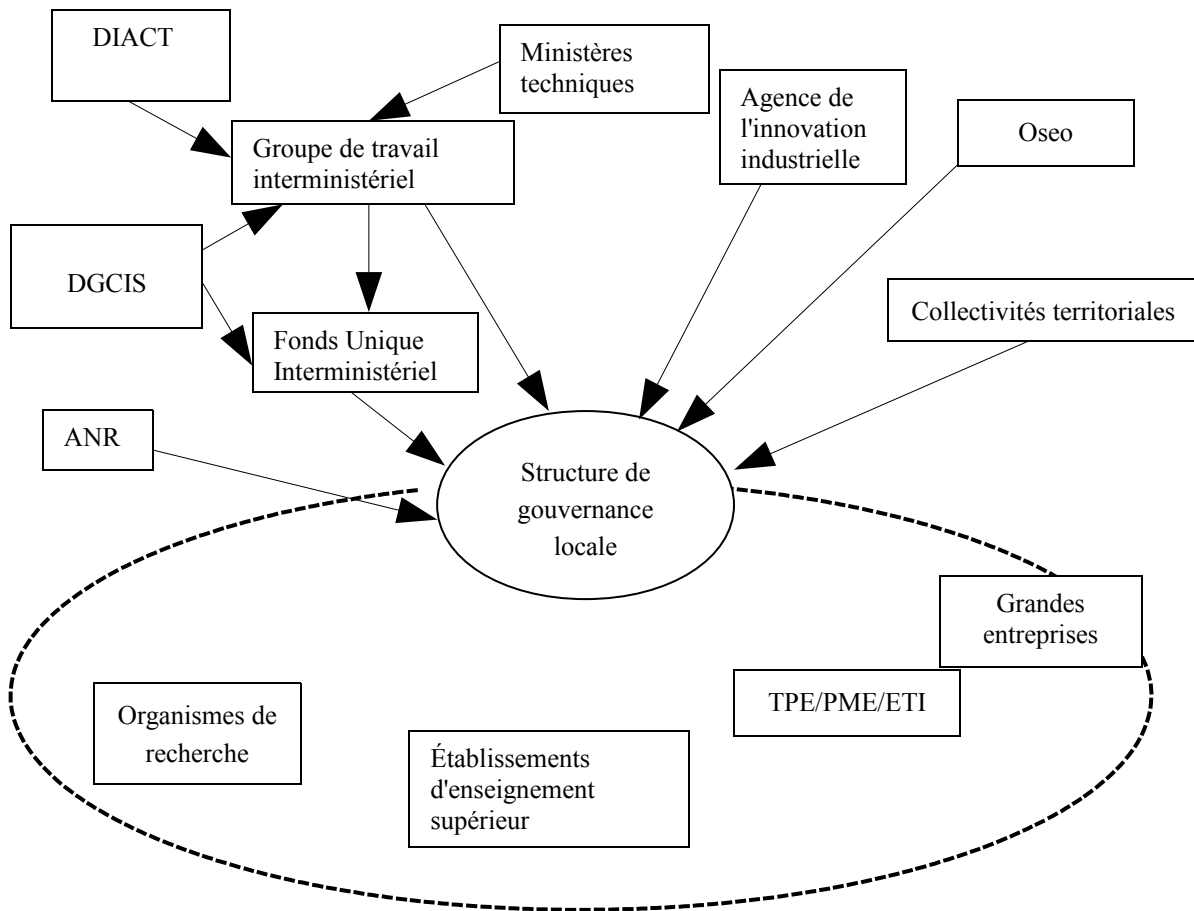 DIACT
Ministères
techniques
Agence de
l'innovation
industrielle
Oseo
Groupe de travail
interministériel
DGCIS
Collectivités territoriales
Fonds Unique
Interministériel
ANR
Structure de
gouvernance
locale
Grandes
entreprises
TPE/PME/ETI
Organismes de
recherche
Établissements
d'enseignement
supérieur